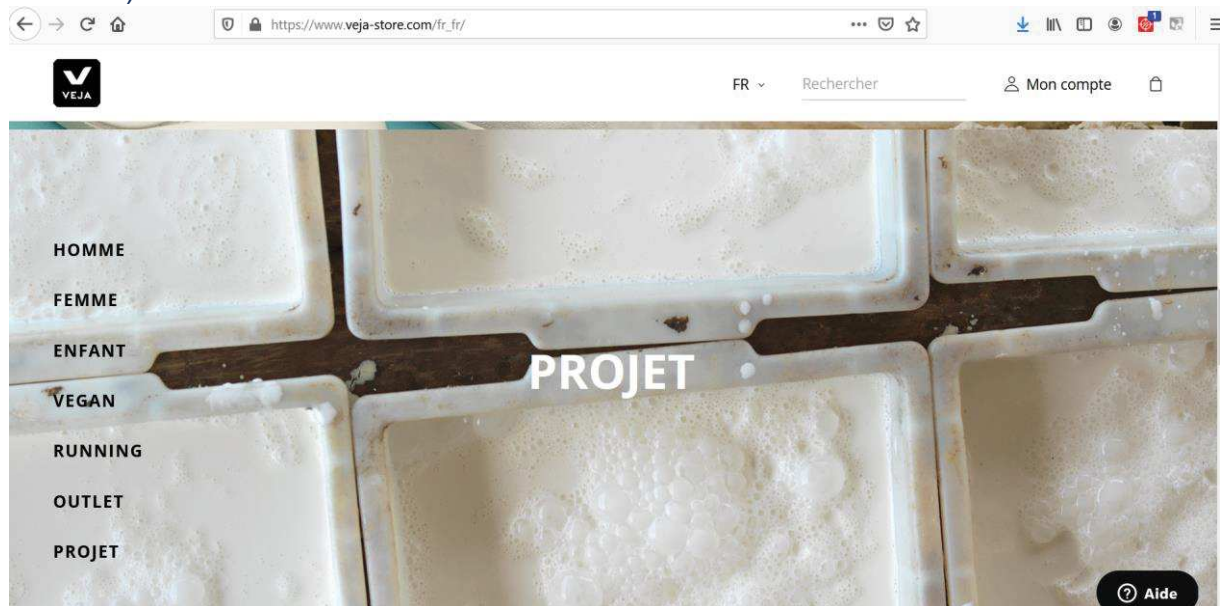 https://www.veja-store.com/fr_fr/
1
V
VEJA
FR
Rechercher
Mon compte
HOMME
FEMME
ENFANT
VEGAN
RUNNING
OUTLET
PROJET
PROJET
? Aide